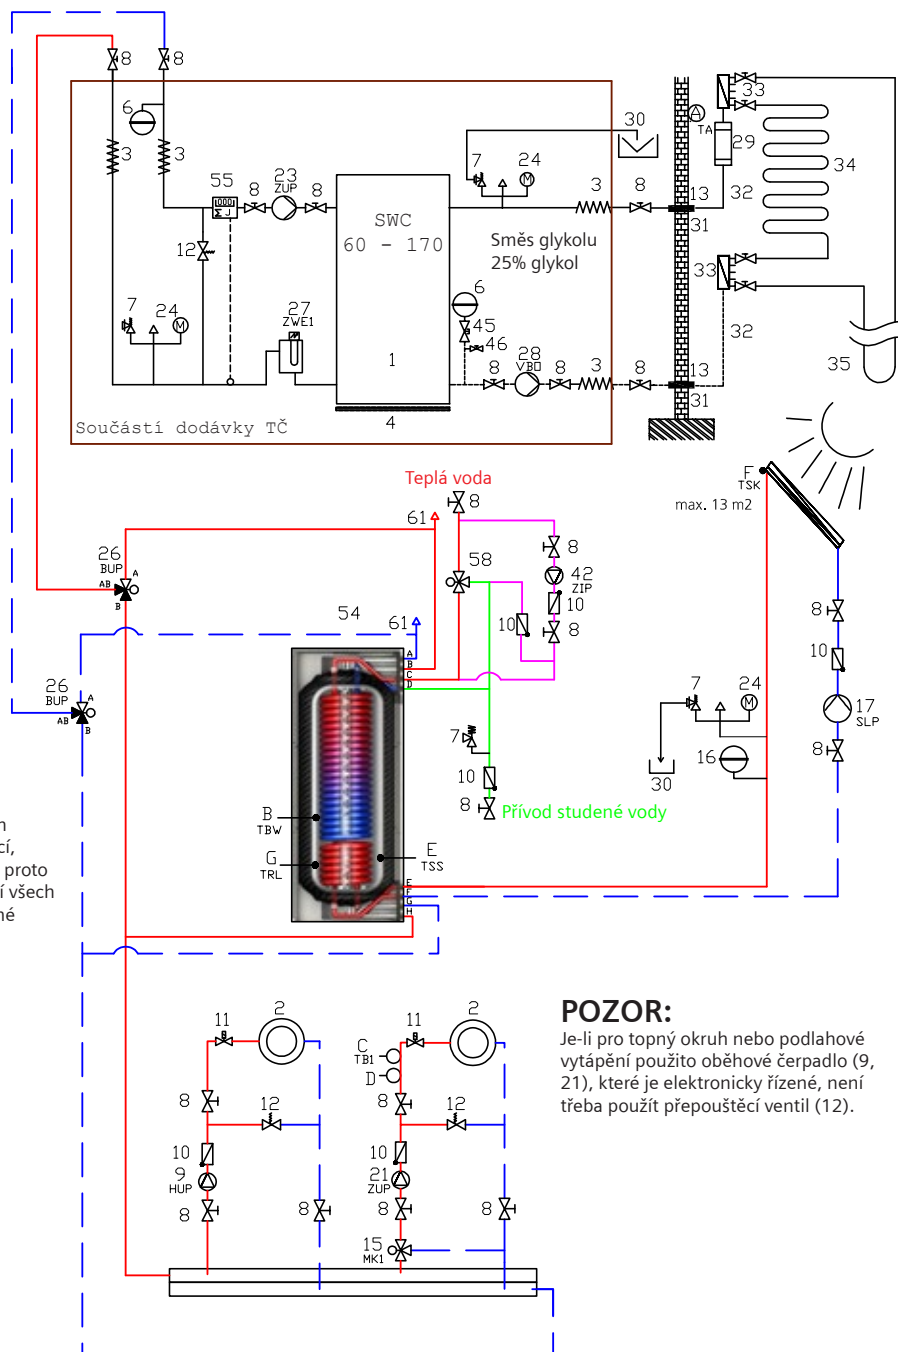 8
8
6
3
3
55
8
23
ZUP
8
1000
Σ J
12
7
24
M
27
ZWE1
SWC
60 - 170
1
4
Součástí dodávky TČ
7
24
M
30
3
8
13
31
Směs glykolu
25% glykol
6
45
46
8
28
VBO
8
3
8
13
31
A
TA
33
29
32
34
33
32
35
Teplá voda
61
8
58
8
42
ZIP
10
10
8
26
BUP
A
AB
B
54
61
A
B
C
D
26
BUP
A
AB
B
7
10
8
Přívod studené vody
B
TBW
G
TRL
E
TSS
E
F
G
H
F
TSK
max. 13 m2
8
10
17
SLP
8
7
24
M
16
30
cí,
proto
í všech
né
11
2
8
12
10
9
HUP
8
8
11
2
C
TB1
D
8
12
10
21
ZUP
8
8
15
MK1
POZOR:
Je-li pro topný okruh nebo podlahové
vytápění použito oběhové čerpadlo (9,
21), které je elektronicky řízené, není
třeba použít přepouštěcí ventil (12).